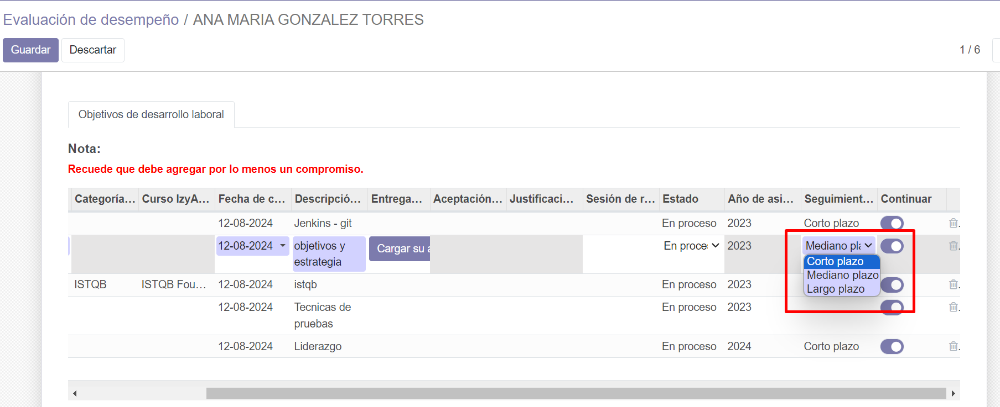 Evaluación de desempeño / ANA MARIA GONZALEZ TORRES
Guardar Descartar 1 / 6
Objetivos de desarrollo laboral
Nota:
Recuede que debe agregar por lo menos un compromiso.
Categoría... Curso IzyA... Fecha de c... Descripció... Entrega... Aceptación... Justificaci... Sesión de r... Estado Año de asi... Seguimient... Continuar
12-08-2024 Jenkins - git En proceso 2023 Corto plazo
12-08-2024 objetivos y estrategia Cargar su a En proce 2023 Mediano pla
Corto plazo
Mediano plazo
Largo plazo
ISTQB ISTQB Fou... 12-08-2024 istqb En proceso 2023
12-08-2024 Tecnicas de pruebas En proceso 2023
12-08-2024 Liderazgo En proceso 2024 Corto plazo